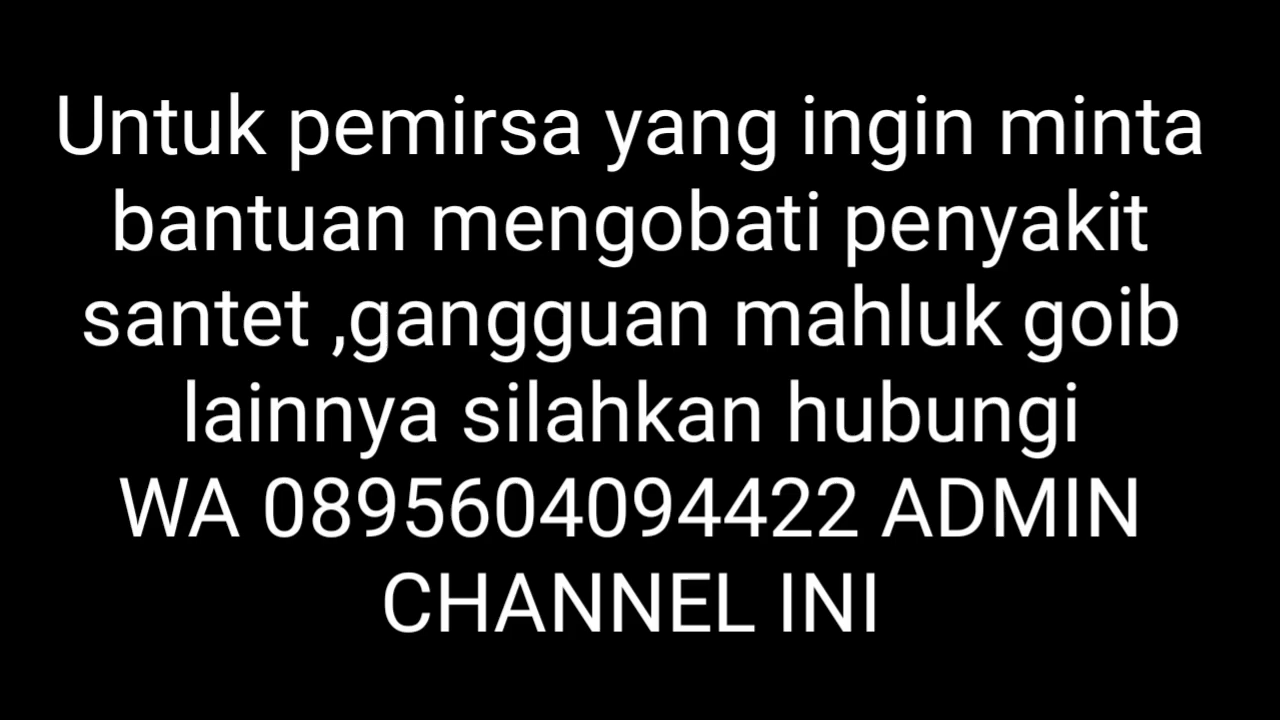 Untuk pemirsa yang ingin minta
bantuan mengobati penyakit
santet ,gangguan mahluk goib
lainnya silahkan hubungi
WA 0895604094422 ADMIN
CHANNEL INI